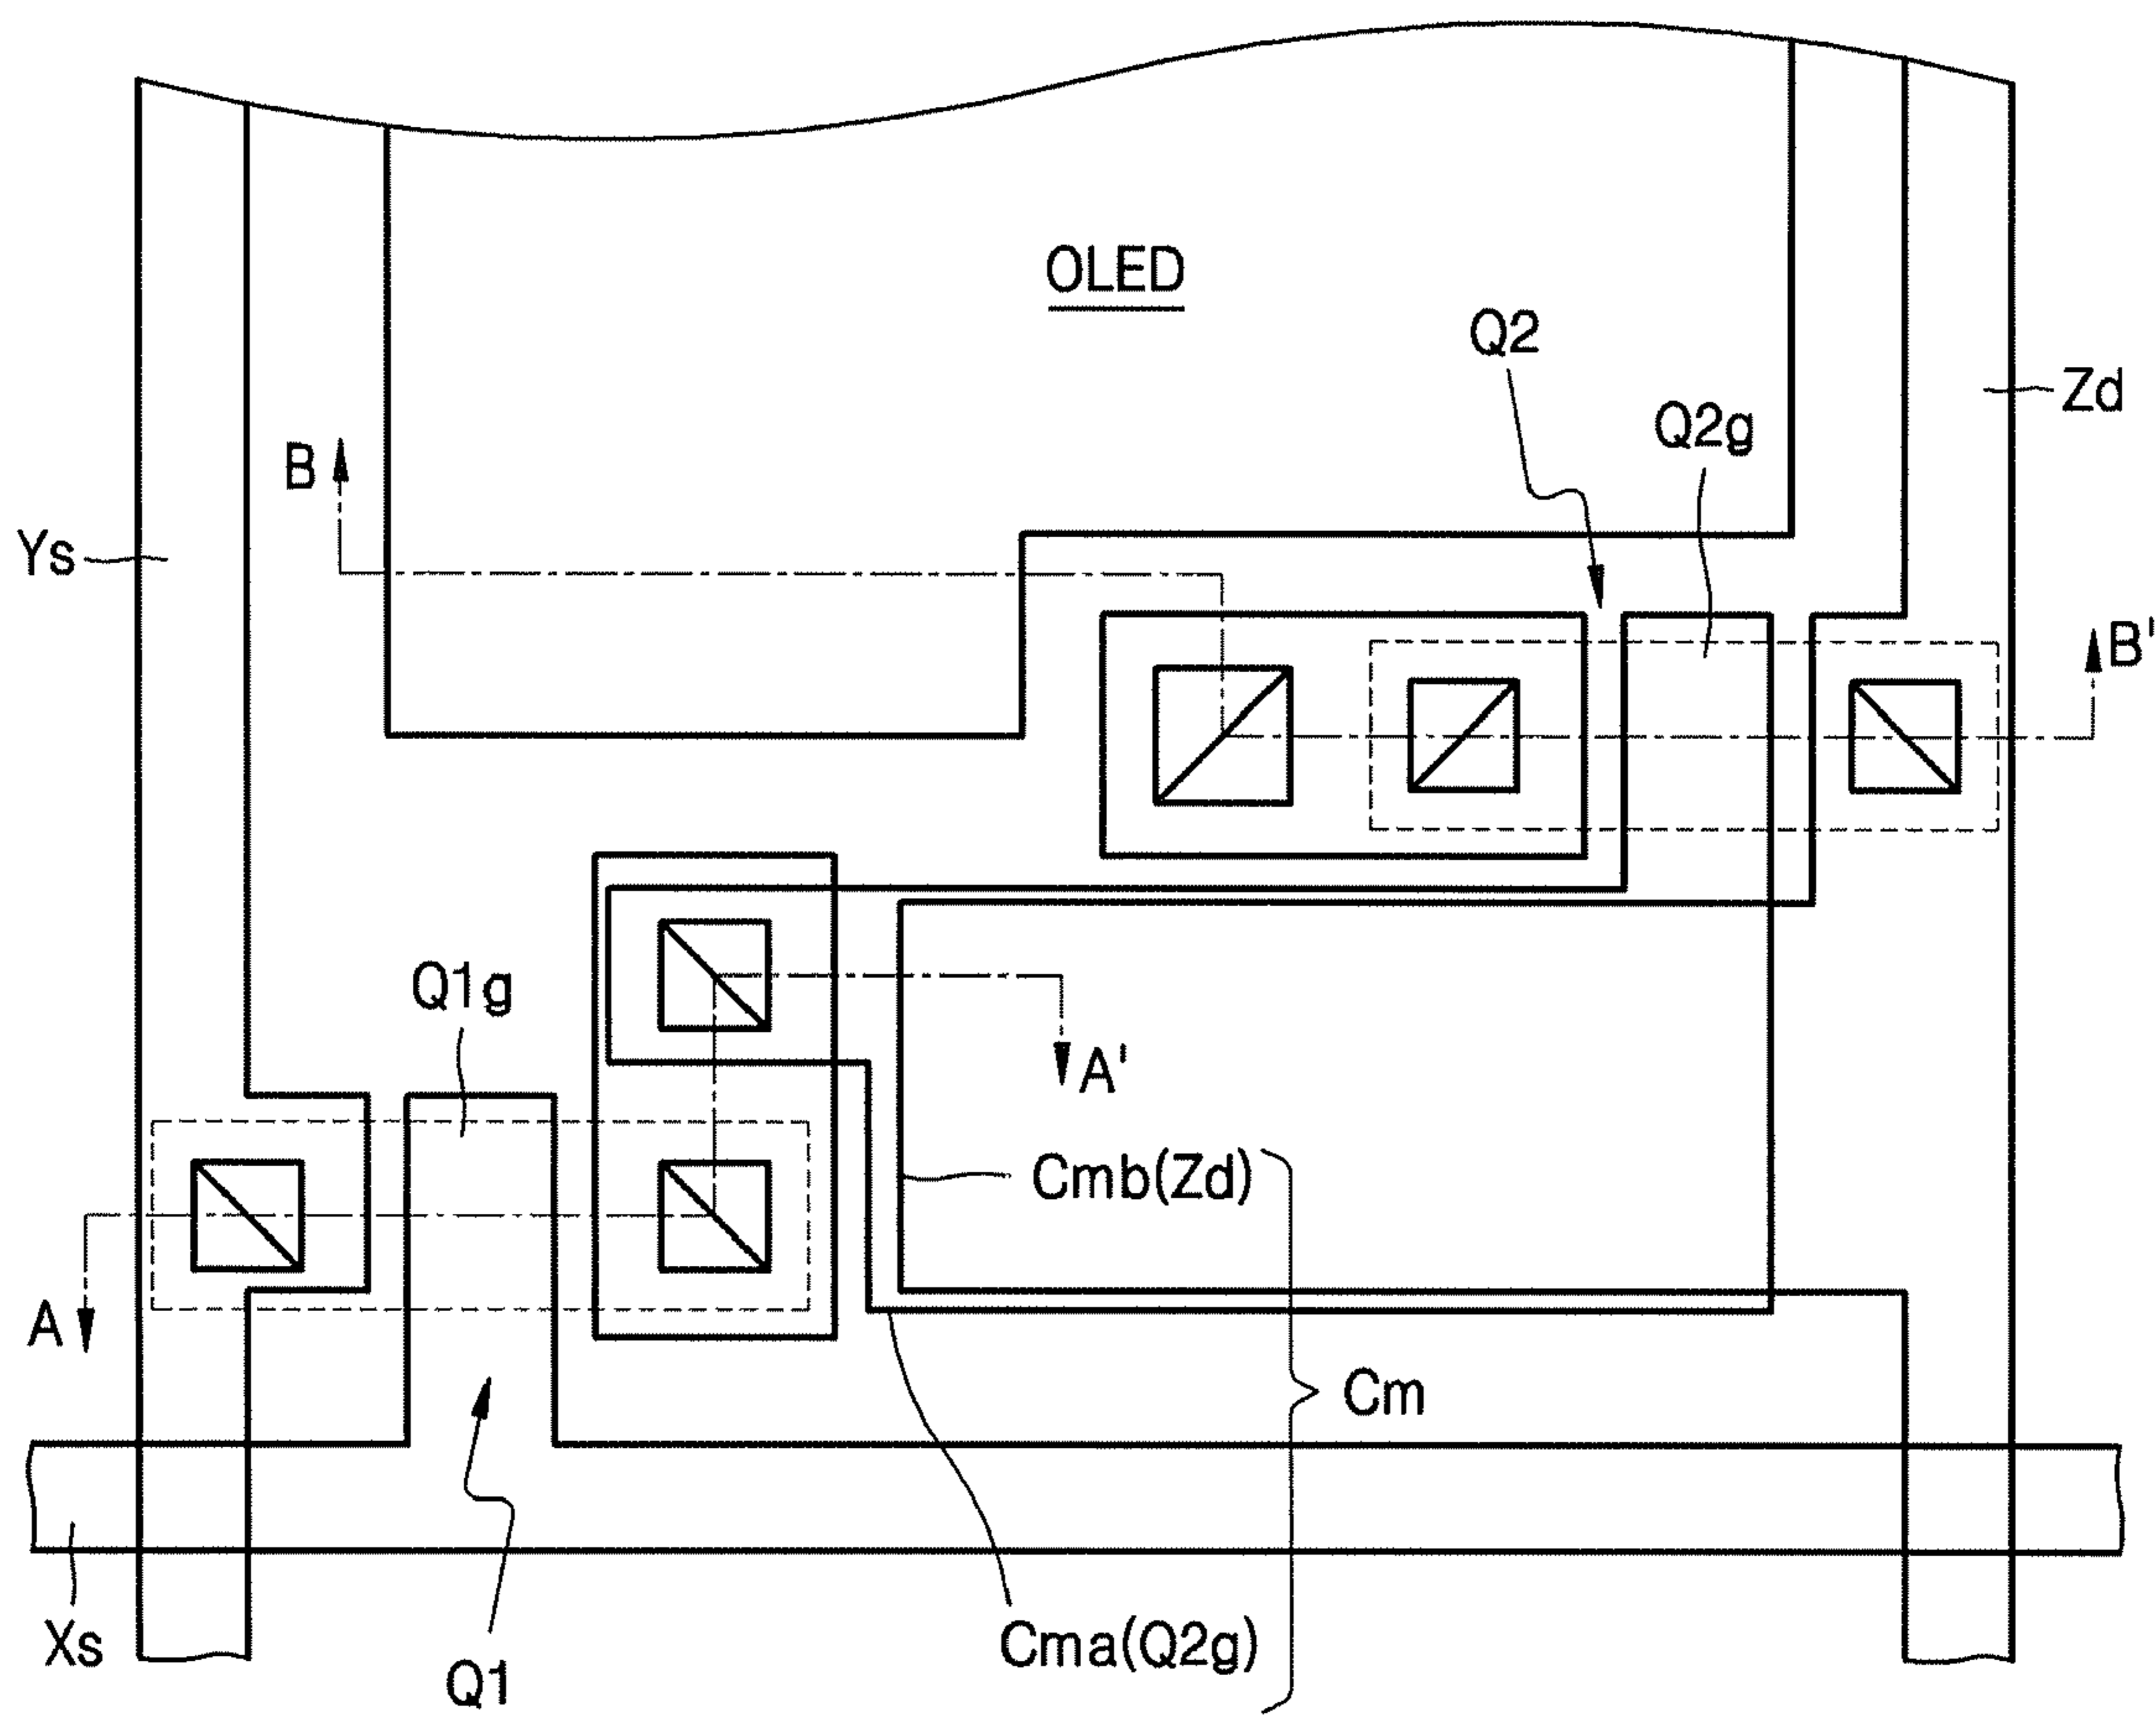 OLED
Q2
Zd
Q2g
B
Ys
B'
Q1g
A'
Cmb(Zd)
A
Cm
Xs
Cma(Q2g)
Q1